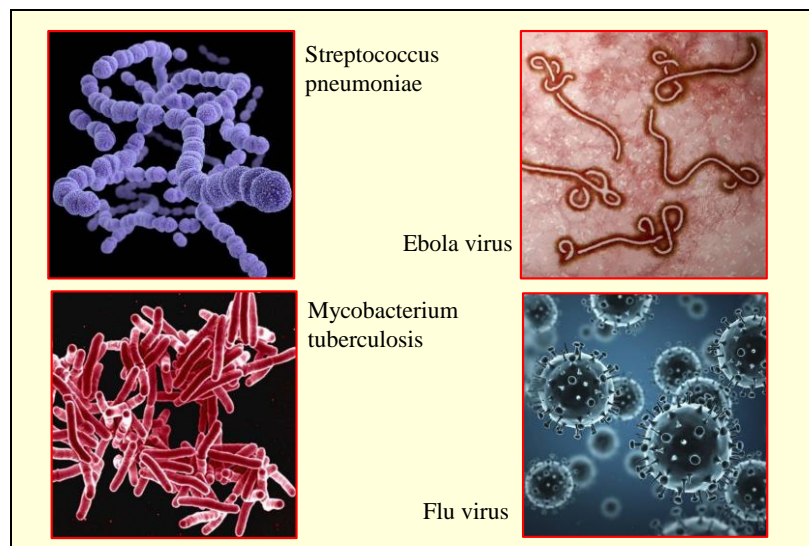 Streptococcus
pneumoniae
Ebola virus
Mycobacterium
tuberculosis
Flu virus